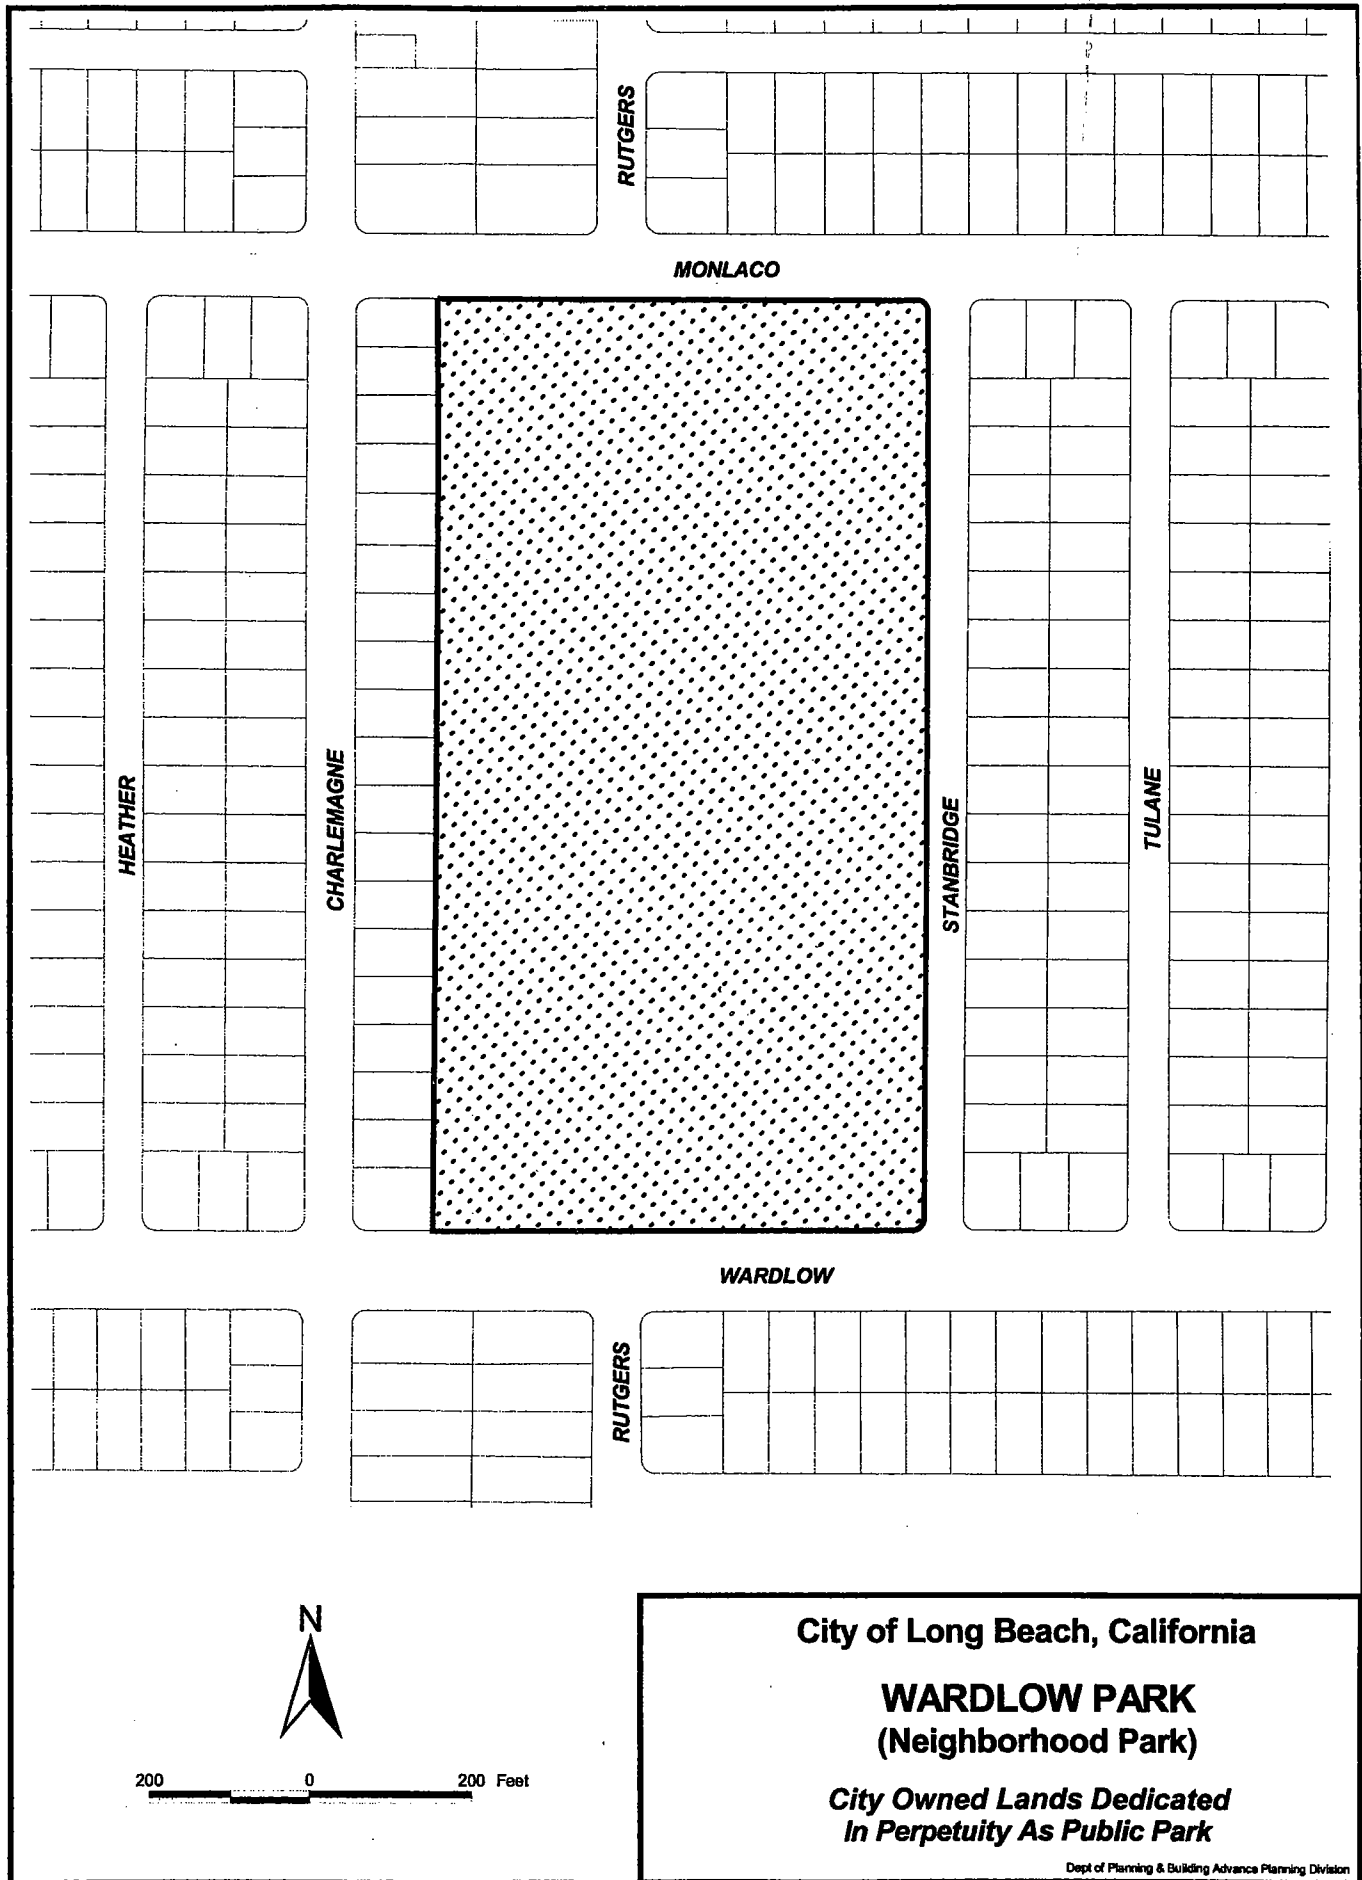 RUTGERS
MONLACO
HEATHER
CHARLEMAGNE
STANBRIDGE
TULANE
WARDLOW
RUTGERS
N
200 0 200 Feet
City of Long Beach, California
WARDLOW PARK
(Neighborhood Park)
City Owned Lands Dedicated
In Perpetuity As Public Park
Dept of Planning & Building Advance Planning Division